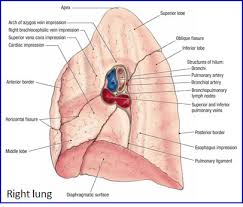 Apex
Superior lobe
Arch of azygos vein impression
Right brachiocephalic vein impression
Superior vena cava impression
Cardiac impression
Oblique fissure
Inferior lobe
Structures of hilum:
Bronchi
Pulmonary artery
Bronchial artery
Bronchopulmonary
lymph nodes
Superior and inferior
pulmonary veins
Anterior border
Horizontal fissure
Middle lobe
Posterior border
Esophagus impression
Pulmonary ligament
Diaphragmatic surface
Right lung